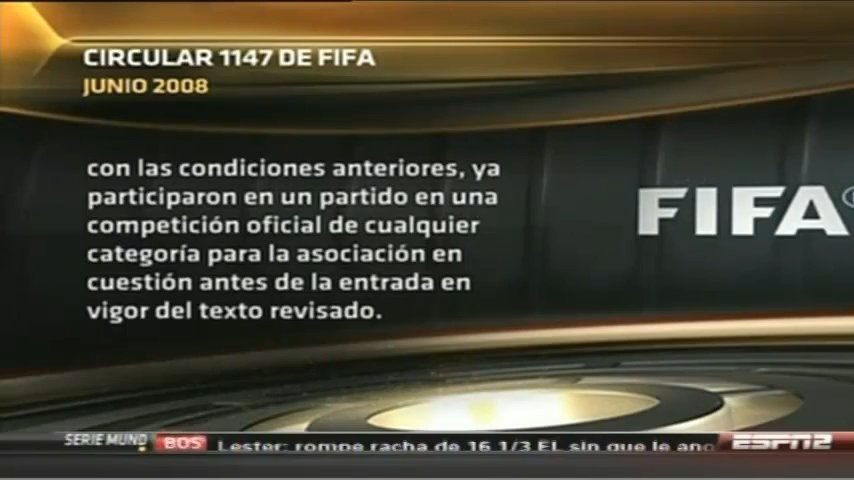 CIRCULAR 1147 DE FIFA
JUNIO 2008
con las condiciones anteriores, ya
participaron en un partido en una
competición oficial de cualquier
categoría para la asociación en
cuestión antes de la entrada en
vigor del texto revisado.
FIFA
SERIE MUND BOS Lester: rompe racha de 16 1/3 EL sin que le ano ESPN2